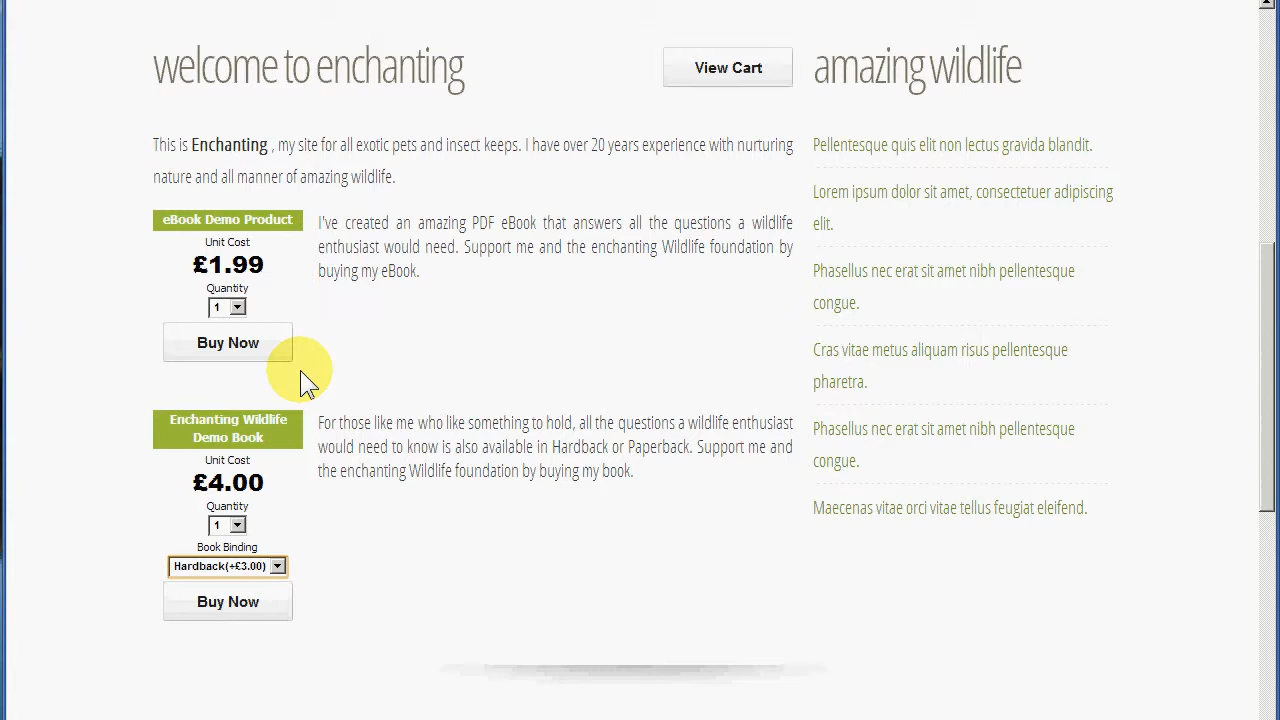 welcome to enchanting
View Cart
This is Enchanting , my site for all exotic pets and insect keeps. I have over 20 years experience with nurturing
nature and all manner of amazing wildlife.
eBook Demo Product
Unit Cost
£1.99
Quantity
1
Buy Now
I've created an amazing PDF eBook that answers all the questions a wildlife
enthusiast would need. Support me and the enchanting Wildlife foundation by
buying my eBook.
Enchanting Wildlife
Demo Book
Unit Cost
£4.00
Quantity
1
Book Binding
Hardback(+£3.00)
Buy Now
For those like me who like something to hold, all the questions a wildlife enthusiast
would need to know is also available in Hardback or Paperback. Support me and
the enchanting Wildlife foundation by buying my book.
amazing wildlife
Pellentesque quis elit non lectus gravida blandit.
Lorem ipsum dolor sit amet, consectetuer adipiscing
elit.
Phasellus nec erat sit amet nibh pellentesque
congue.
Cras vitae metus aliquam risus pellentesque
pharetra.
Phasellus nec erat sit amet nibh pellentesque
congue.
Maecenas vitae orci vitae tellus feugiat eleifend.